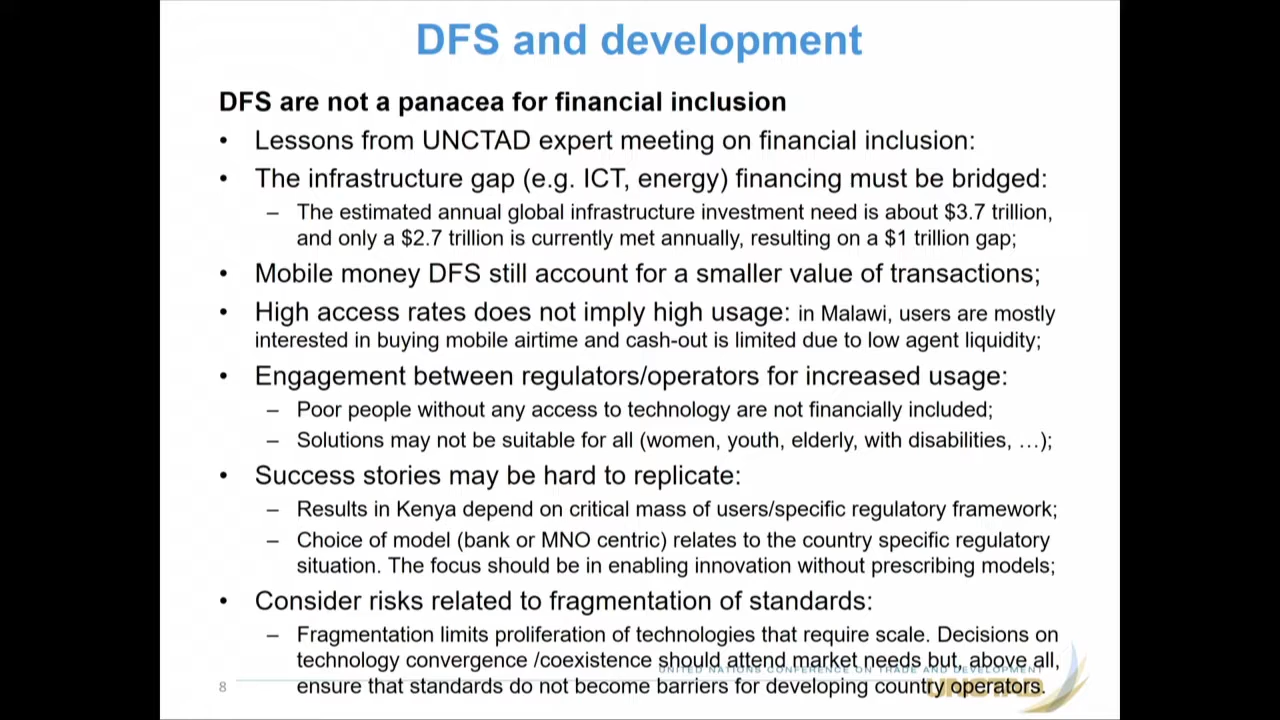 DFS and development
DFS are not a panacea for financial inclusion
• Lessons from UNCTAD expert meeting on financial inclusion:
• The infrastructure gap (e.g. ICT, energy) financing must be bridged:
– The estimated annual global infrastructure investment need is about $3.7 trillion,
and only a $2.7 trillion is currently met annually, resulting on a $1 trillion gap;
• Mobile money DFS still account for a smaller value of transactions;
• High access rates does not imply high usage: in Malawi, users are mostly
interested in buying mobile airtime and cash-out is limited due to low agent liquidity;
• Engagement between regulators/operators for increased usage:
– Poor people without any access to technology are not financially included;
– Solutions may not be suitable for all (women, youth, elderly, with disabilities, …);
• Success stories may be hard to replicate:
– Results in Kenya depend on critical mass of users/specific regulatory framework;
– Choice of model (bank or MNO centric) relates to the country specific regulatory
situation. The focus should be in enabling innovation without prescribing models;
• Consider risks related to fragmentation of standards:
– Fragmentation limits proliferation of technologies that require scale. Decisions on
technology convergence /coexistence should attend market needs but, above all,
UNITED NATIONS CONFERENCE ON TRADE AND DEVELOPMENT
ensure that standards do not become barriers for developing country operators.
UNCTAD
8